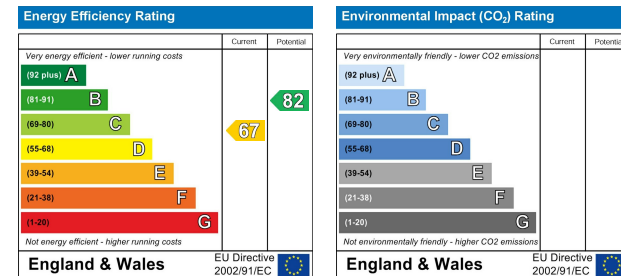 Energy Efficiency Rating
Current Potential
Very energy efficient - lower running costs
(92 plus) A
(81-91) B
82
(69-80) C
67
(55-68) D
(39-54) E
(21-38) F
(1-20) G
Not energy efficient - higher running costs
England & Wales
EU Directive
2002/91/EC
Environmental Impact (CO₂) Rating
Current Potentia
Very environmentally friendly - lower CO2 emissions
(92 plus) A
(81-91) B
(69-80) C
(55-68) D
(39-54) E
(21-38) F
(1-20) G
Not environmentally friendly - higher CO2 emissions
England & Wales
EU Directive
2002/91/EC